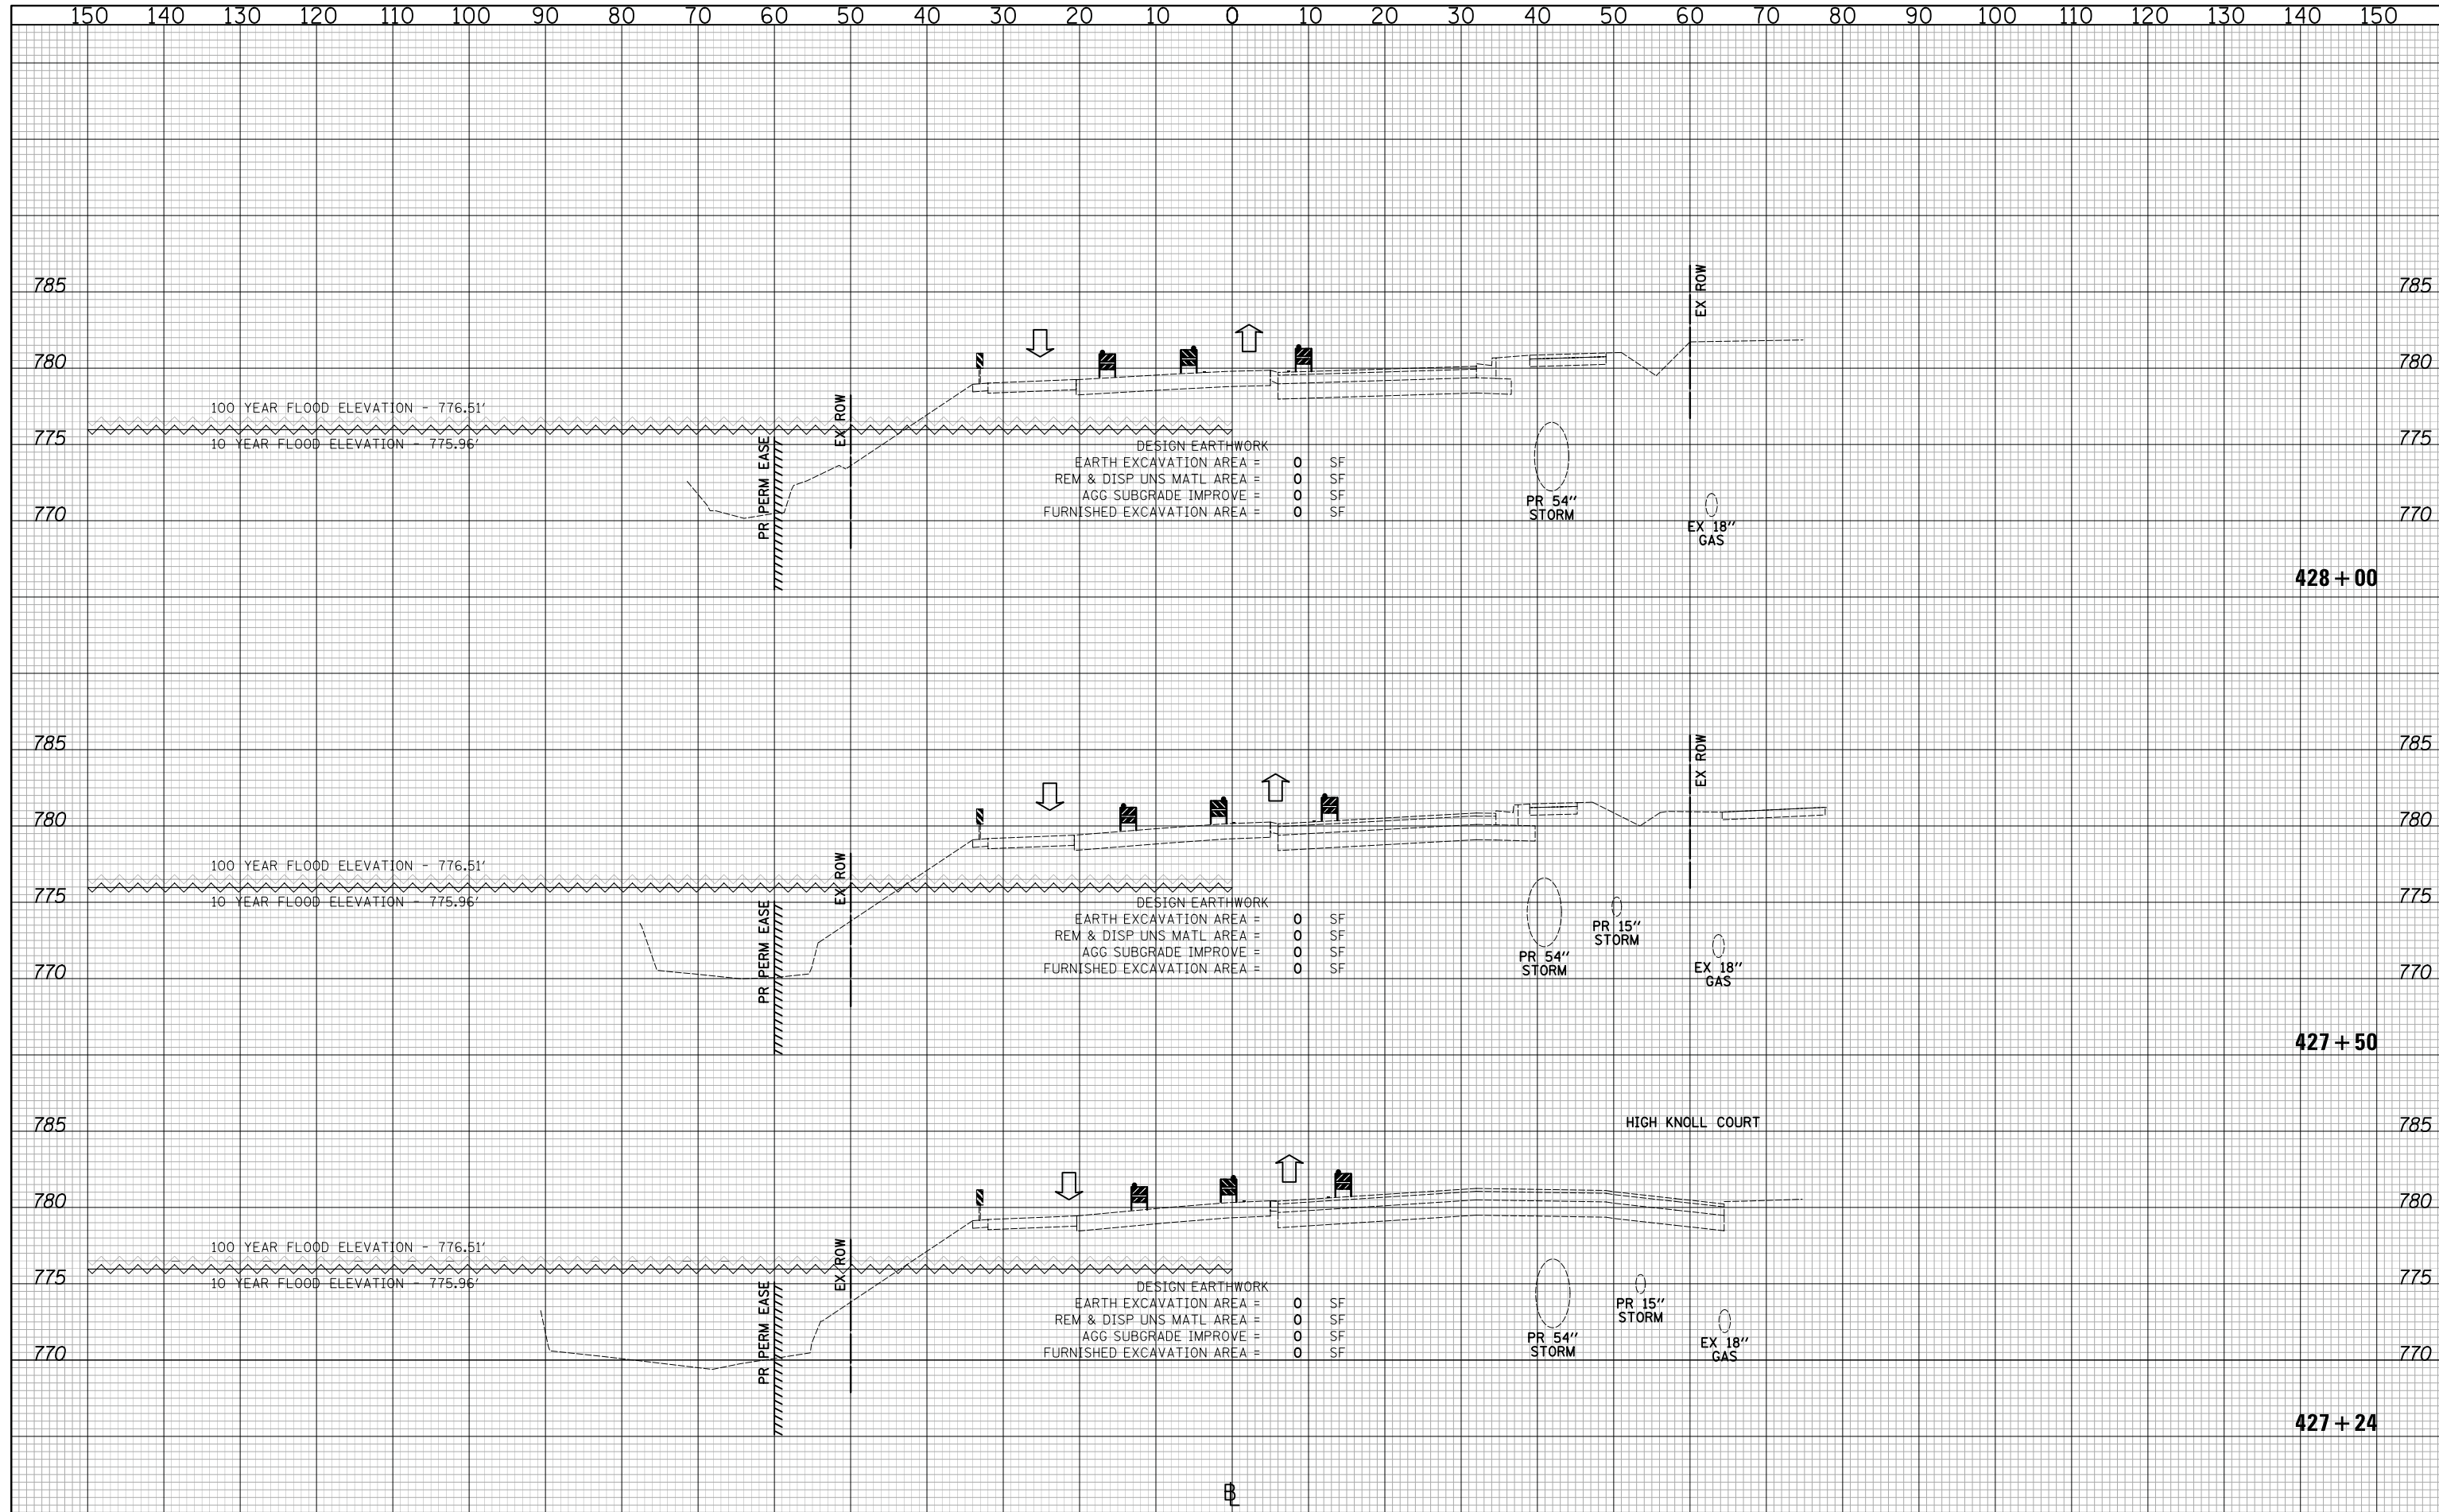 150 140 130 120 110 100 90 80 70 60 50 40 30 20 10 0 10 20 30 40 50 60 70 80 90 100 110 120 130 140 150
785 EX ROW 785
780 780
100 YEAR FLOOD ELEVATION - 776.51'
EX ROW
775 10 YEAR FLOOD ELEVATION - 775.96' 775
PR PERM EASE
DESIGN EARTHWORK
EARTH EXCAVATION AREA = 0 SF
REM & DISP UNS MATL AREA = 0 SF
AGG SUBGRADE IMPROVE = 0 SF
FURNISHED EXCAVATION AREA = 0 SF
PR 54"
STORM
770 770
EX 18"
GAS
428+00
785 EX ROW 785
780 780
100 YEAR FLOOD ELEVATION - 776.51'
EX ROW
775 10 YEAR FLOOD ELEVATION - 775.96' 775
PR PERM EASE
DESIGN EARTHWORK
EARTH EXCAVATION AREA = 0 SF
REM & DISP UNS MATL AREA = 0 SF
AGG SUBGRADE IMPROVE = 0 SF
FURNISHED EXCAVATION AREA = 0 SF
PR 15"
STORM
PR 54"
STORM
EX 18"
GAS
770 770
427+50
785 HIGH KNOLL COURT 785
780 780
100 YEAR FLOOD ELEVATION - 776.51'
EX ROW
775 10 YEAR FLOOD ELEVATION - 775.96' 775
PR PERM EASE
DESIGN EARTHWORK
EARTH EXCAVATION AREA = 0 SF
REM & DISP UNS MATL AREA = 0 SF
AGG SUBGRADE IMPROVE = 0 SF
FURNISHED EXCAVATION AREA = 0 SF
PR 15"
STORM
PR 54"
STORM
EX 18"
GAS
770 770
427+24
BL